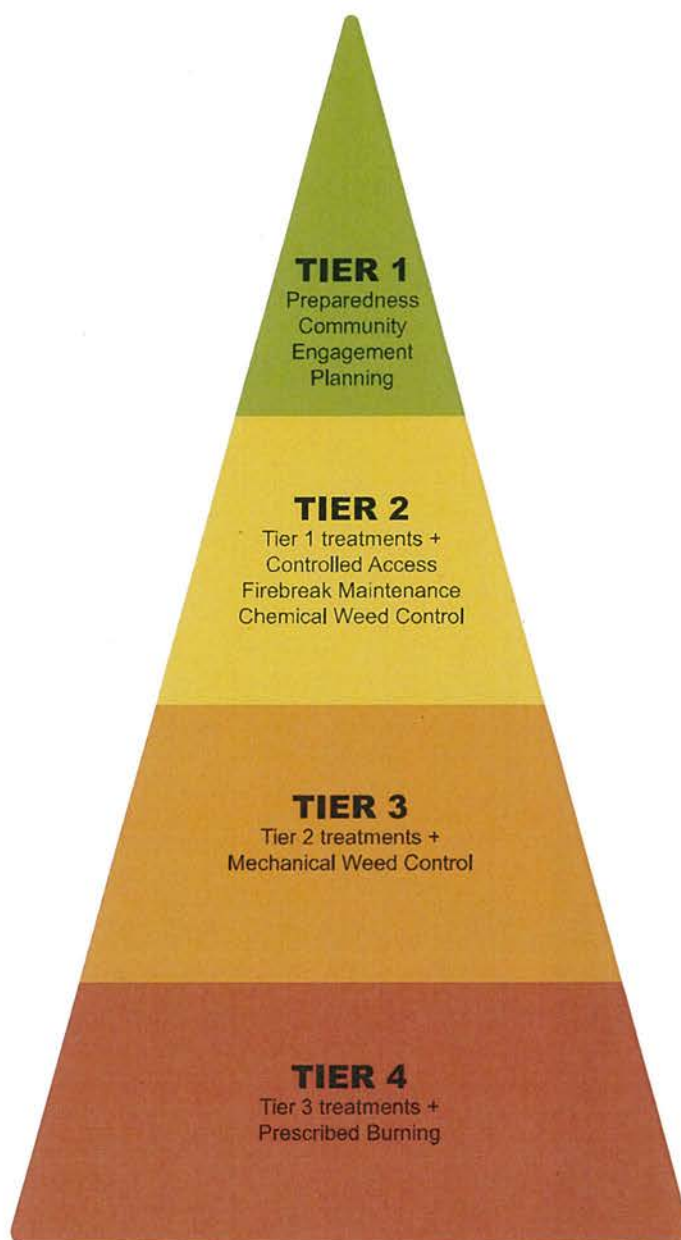 TIER 1
Preparedness
Community
Engagement
Planning
TIER 2
Tier 1 treatments +
Controlled Access
Firebreak Maintenance
Chemical Weed Control
TIER 3
Tier 2 treatments +
Mechanical Weed Control
TIER 4
Tier 3 treatments +
Prescribed Burning